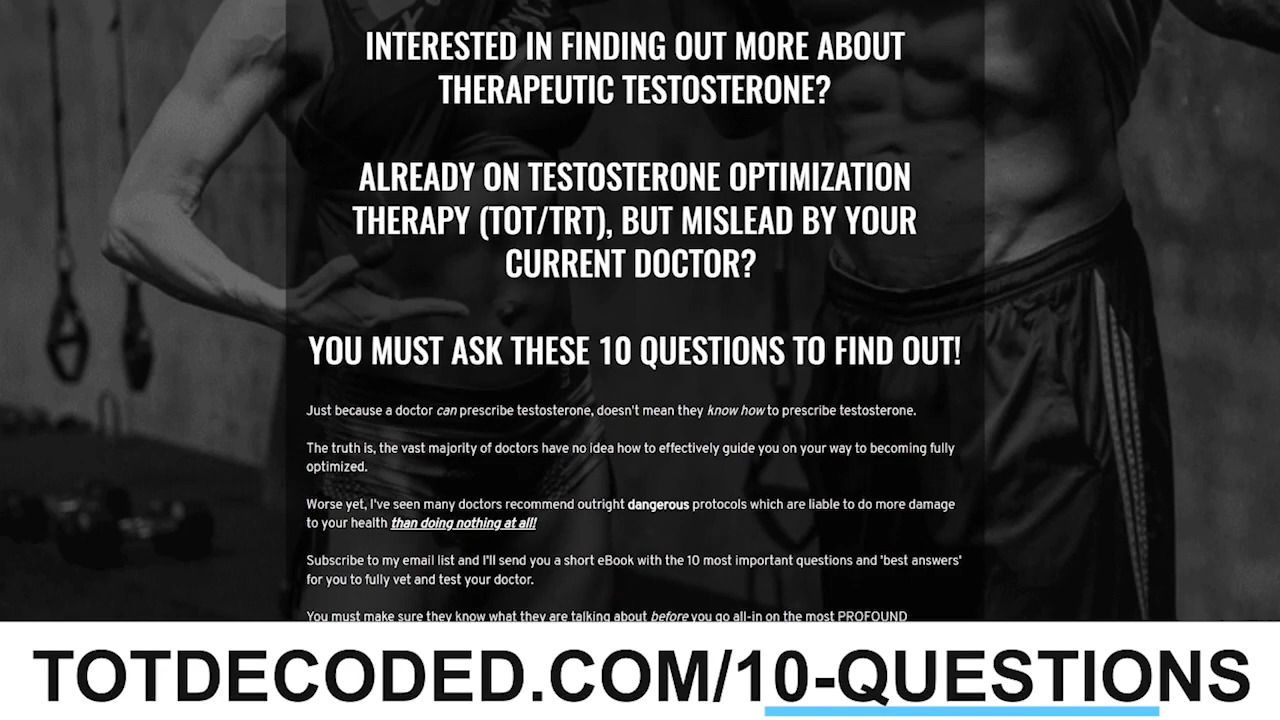 INTERESTED IN FINDING OUT MORE ABOUT
THERAPEUTIC TESTOSTERONE?
ALREADY ON TESTOSTERONE OPTIMIZATION
THERAPY (TOT/TRT), BUT MISLEAD BY YOUR
CURRENT DOCTOR?
YOU MUST ASK THESE 10 QUESTIONS TO FIND OUT!
Just because a doctor can prescribe testosterone, doesn't mean they know how to prescribe testosterone.
The truth is, the vast majority of doctors have no idea how to effectively guide you on your way to becoming fully
optimized.
Worse yet, I've seen many doctors recommend outright dangerous protocols which are liable to do more damage
to your health than doing nothing at all!
Subscribe to my email list and I'll send you a short eBook with the 10 most important questions and 'best answers'
for you to fully vet and test your doctor.
You must make sure they know what they are talking about before you go all-in on the most PROFOUND
TOTDECODED.COM/10-QUESTIONS